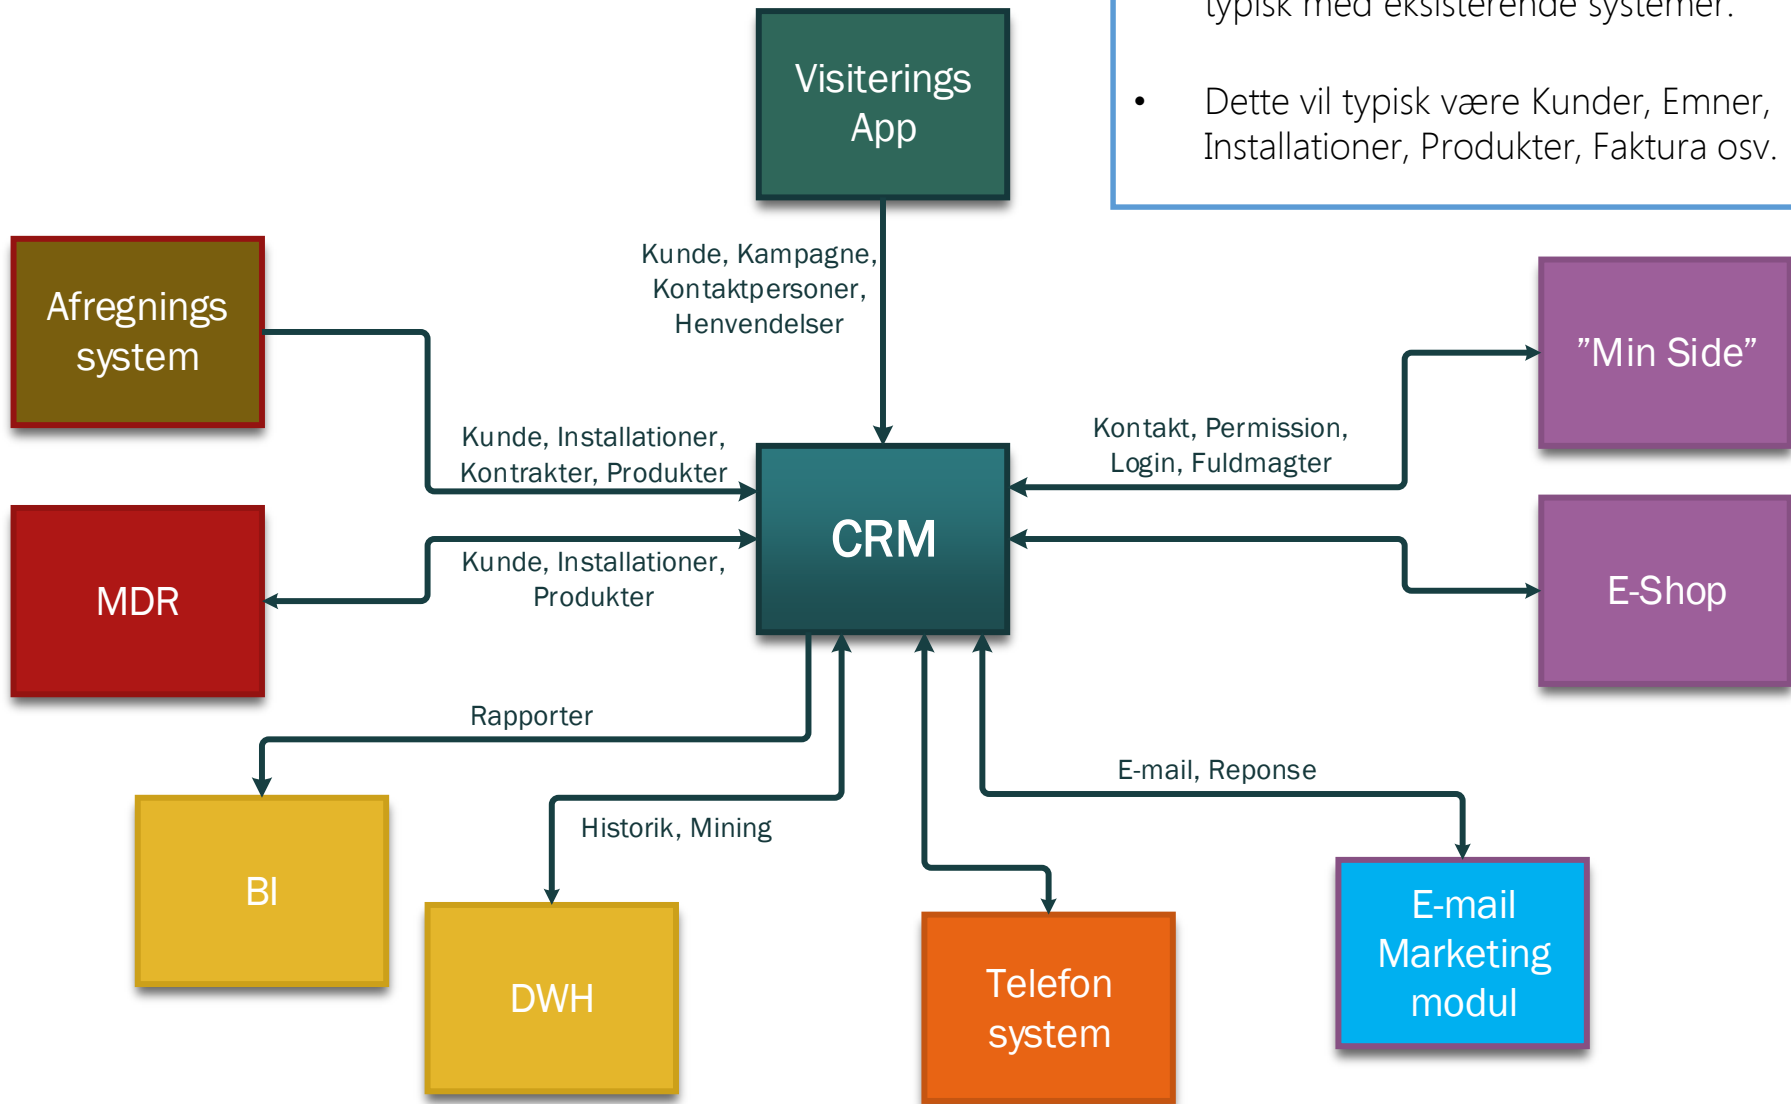 typisk med eksisterende systemer.
• Dette vil typisk være Kunder, Emner,
Installationer, Produkter, Faktura osv.
Visiterings
App
Kunde, Kampagne,
Kontaktpersoner,
Henvendelser
Afregnings
system
Kunde, Installationer,
Kontrakter, Produkter
Kontakt, Permission,
Login, Fuldmagter
”Min Side”
CRM
MDR
Kunde, Installationer,
Produkter
E-Shop
Rapporter
E-mail, Reponse
Historik, Mining
BI
DWH
Telefon
system
E-mail
Marketing
modul